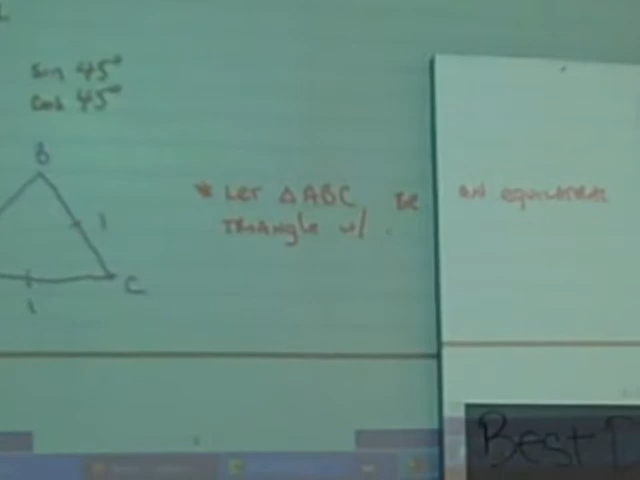 Sin 45°
Cos 45°
B
1
C
1
* Let △ABC be an equilateral
triangle w/
Best D